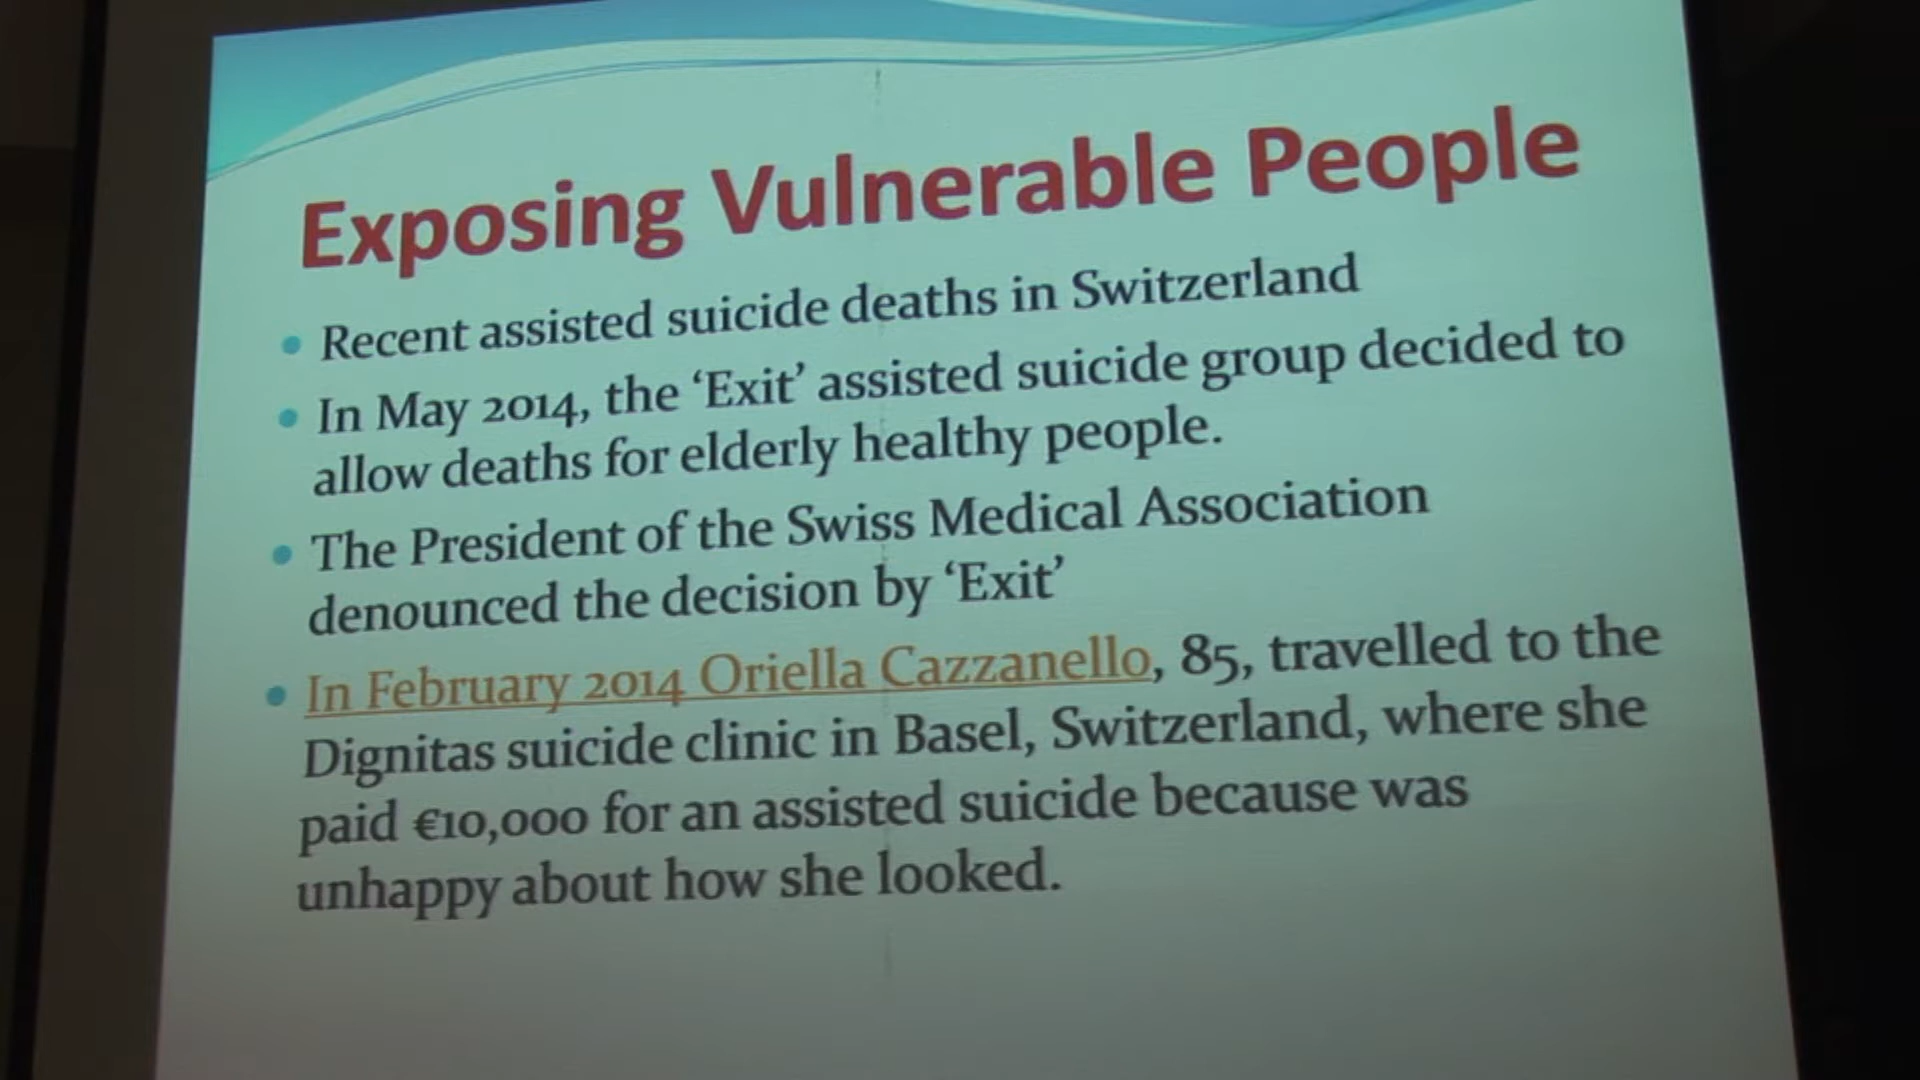 Exposing Vulnerable People
• Recent assisted suicide deaths in Switzerland
• In May 2014, the ‘Exit’ assisted suicide group decided to
allow deaths for elderly healthy people.
• The President of the Swiss Medical Association
denounced the decision by ‘Exit’
• In February 2014 Oriella Cazzanello, 85, travelled to the
Dignitas suicide clinic in Basel, Switzerland, where she
paid €10,000 for an assisted suicide because was
unhappy about how she looked.